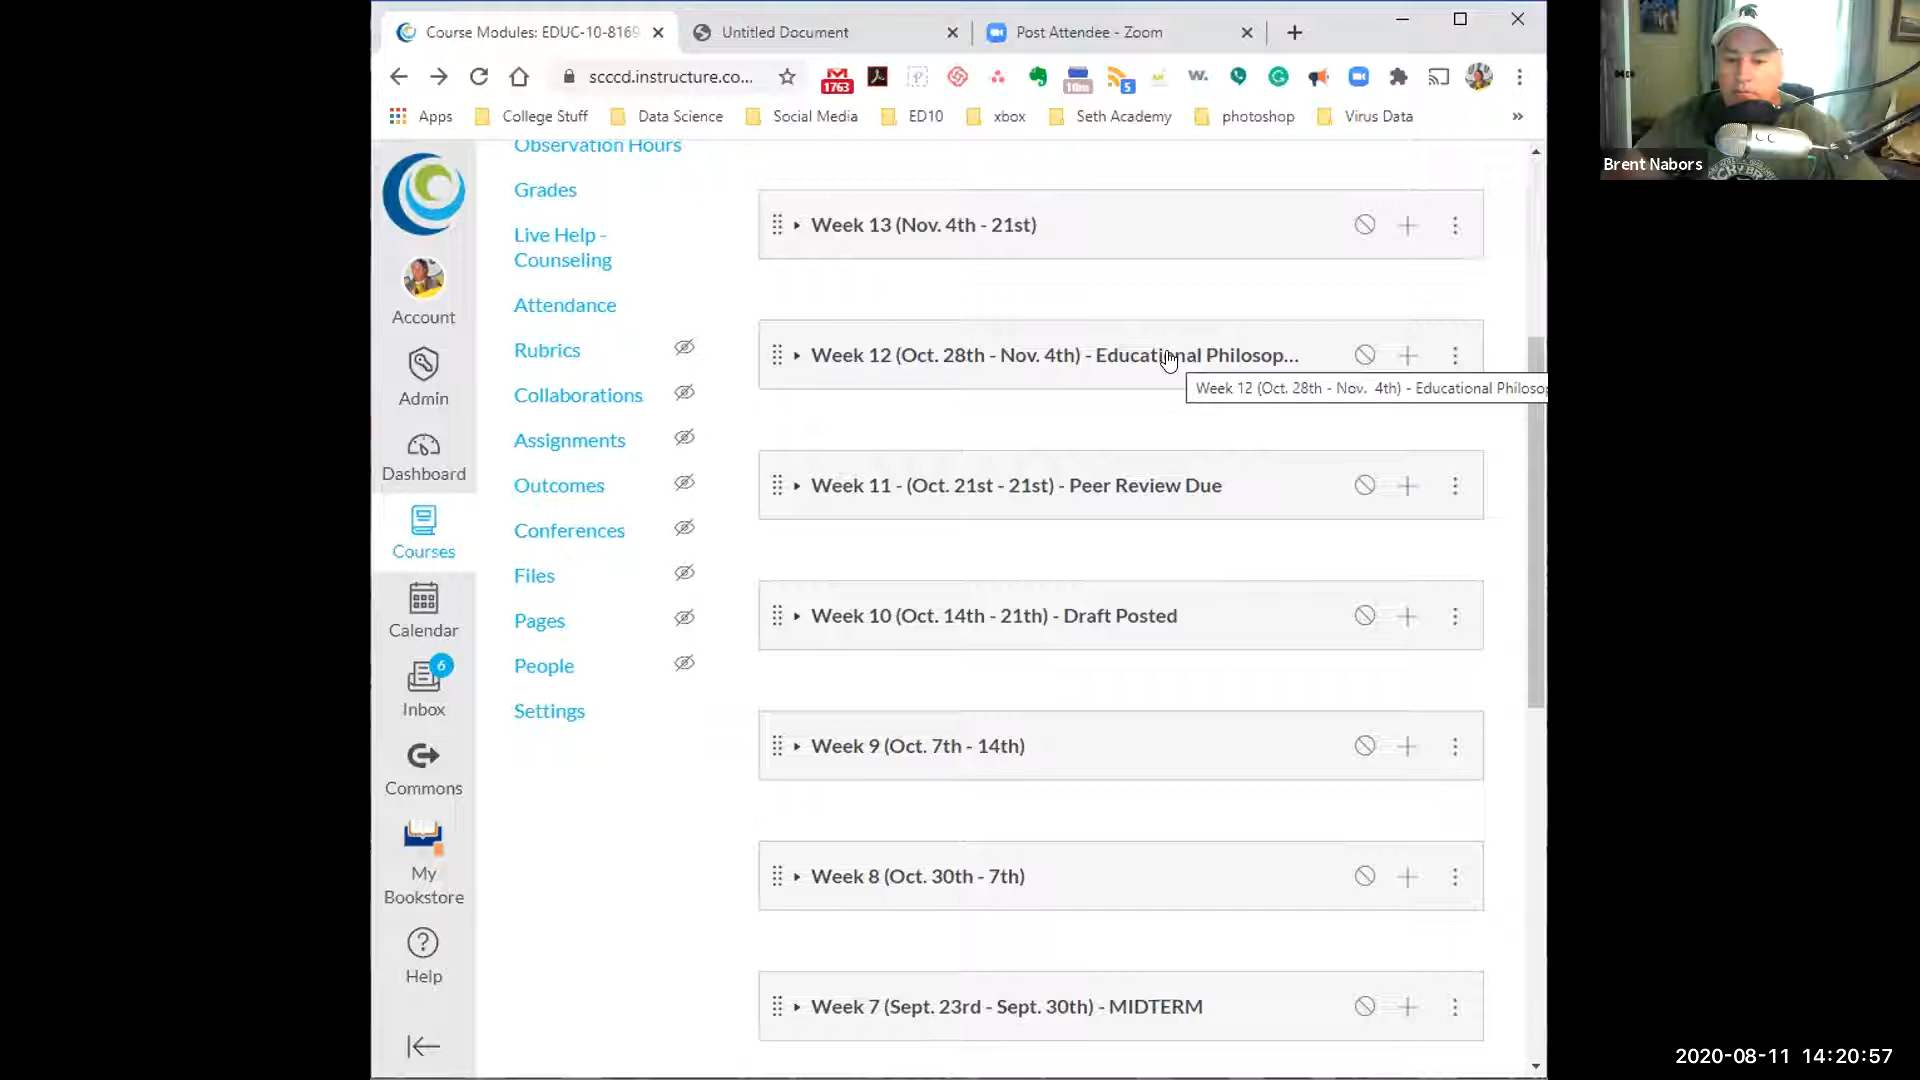 Course Modules: EDUC-10-8169
Untitled Document
Post Attendee - Zoom
scccd.instructure.co...
1763
10m
5
w.
Apps
College Stuff
Data Science
Social Media
ED10
xbox
Seth Academy
photoshop
Virus Data
»
Brent Nabors
Account
Admin
Dashboard
Courses
Calendar
6
Inbox
Commons
My
Bookstore
Help
Observation Hours
Grades
Live Help -
Counseling
Attendance
Rubrics
Collaborations
Assignments
Outcomes
Conferences
Files
Pages
People
Settings
Week 13 (Nov. 4th - 21st)
Week 12 (Oct. 28th - Nov. 4th) - Educational Philosop...
Week 12 (Oct. 28th - Nov. 4th) - Educational Philoso
Week 11 - (Oct. 21st - 21st) - Peer Review Due
Week 10 (Oct. 14th - 21th) - Draft Posted
Week 9 (Oct. 7th - 14th)
Week 8 (Oct. 30th - 7th)
Week 7 (Sept. 23rd - Sept. 30th) - MIDTERM
2020-08-11 14:20:57